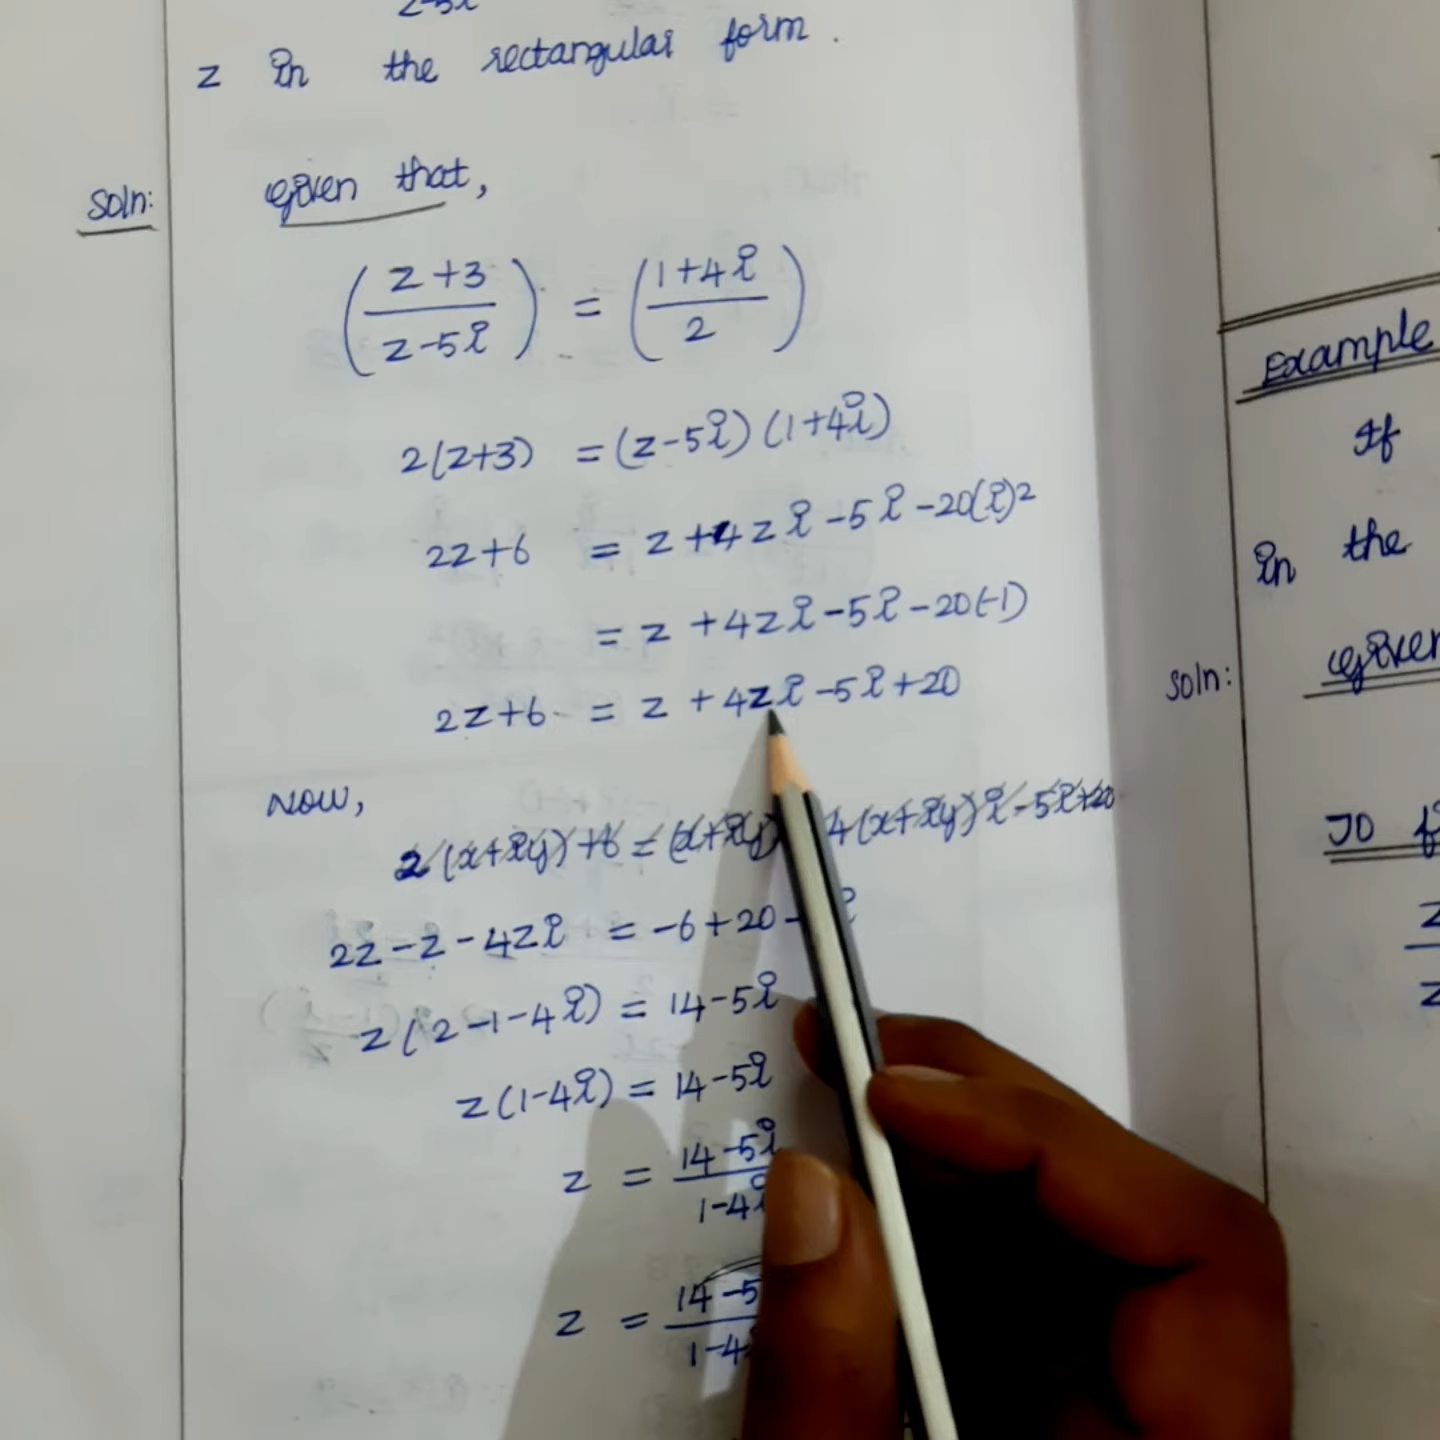 z in the rectangular form.
Soln:
Given that,
(z+3 / z-5i) = (1+4i / 2)
2(z+3) = (z-5i)(1+4i)
2z+6 = z+4zi-5i-20(i)²
= z+4zi-5i-20(-1)
2z+6 = z+4zi-5i+20
Now,
2(x+iy)+6=(x+iy) 4(x+iy)i-5i+20
2z-z-4zi = -6+20- i
z(2-1-4i) = 14-5i
z(1-4i) = 14-5i
z = 14-5i / 1-4i
z = 14-5 / 1-4
Example
If
in the
Given
Soln:
To
z
z